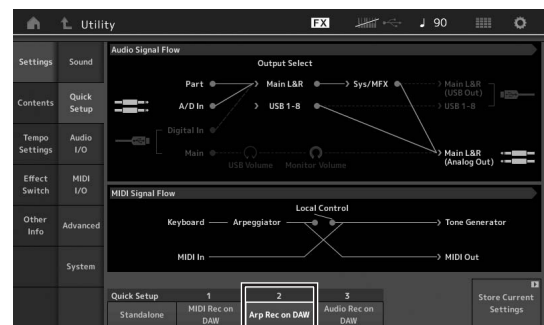 Utility
FX
90
Settings
Sound
Contents
Quick Setup
Tempo Settings
Audio I/O
Effect Switch
MIDI I/O
Other Info
Advanced
System
Audio Signal Flow
Output Select
Part
Main L&R
Sys/MFX
Main L&R (USB Out)
A/D In
USB 1-8
USB 1-8
Digital In
Main
USB Volume
Monitor Volume
Main L&R (Analog Out)
MIDI Signal Flow
Local Control
Keyboard
Arpeggiator
Tone Generator
MIDI In
MIDI Out
Quick Setup
1
2
3
Standalone
MIDI Rec on DAW
Arp Rec on DAW
Audio Rec on DAW
Store Current Settings